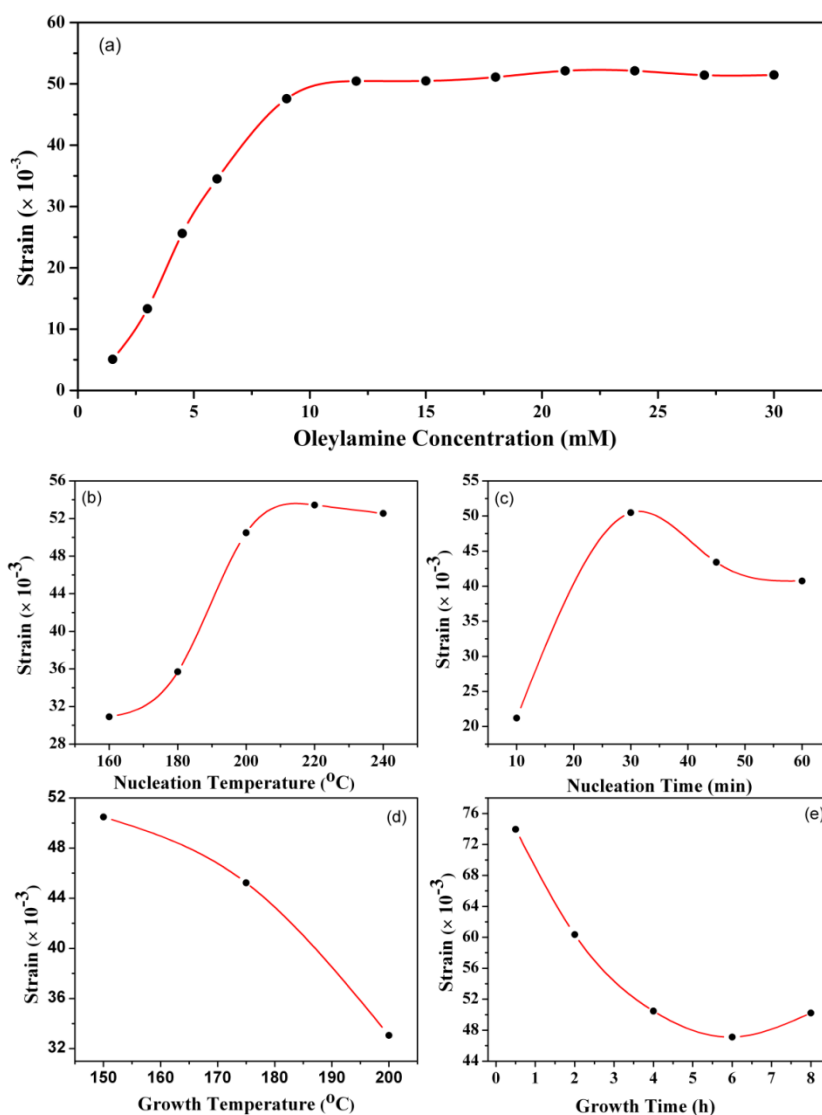 (a)
60
50
40
30
20
10
0
Strain (× 10⁻³)
0 5 10 15 20 25 30
Oleylamine Concentration (mM)
(b)
56
52
48
44
40
36
32
28
Strain (× 10⁻³)
160 180 200 220 240
Nucleation Temperature (°C)
(c)
55
50
45
40
35
30
25
20
Strain (× 10⁻³)
10 20 30 40 50 60
Nucleation Time (min)
(d)
52
48
44
40
36
32
Strain (× 10⁻³)
150 160 170 180 190 200
Growth Temperature (°C)
(e)
76
72
68
64
60
56
52
48
44
Strain (× 10⁻³)
0 1 2 3 4 5 6 7 8
Growth Time (h)